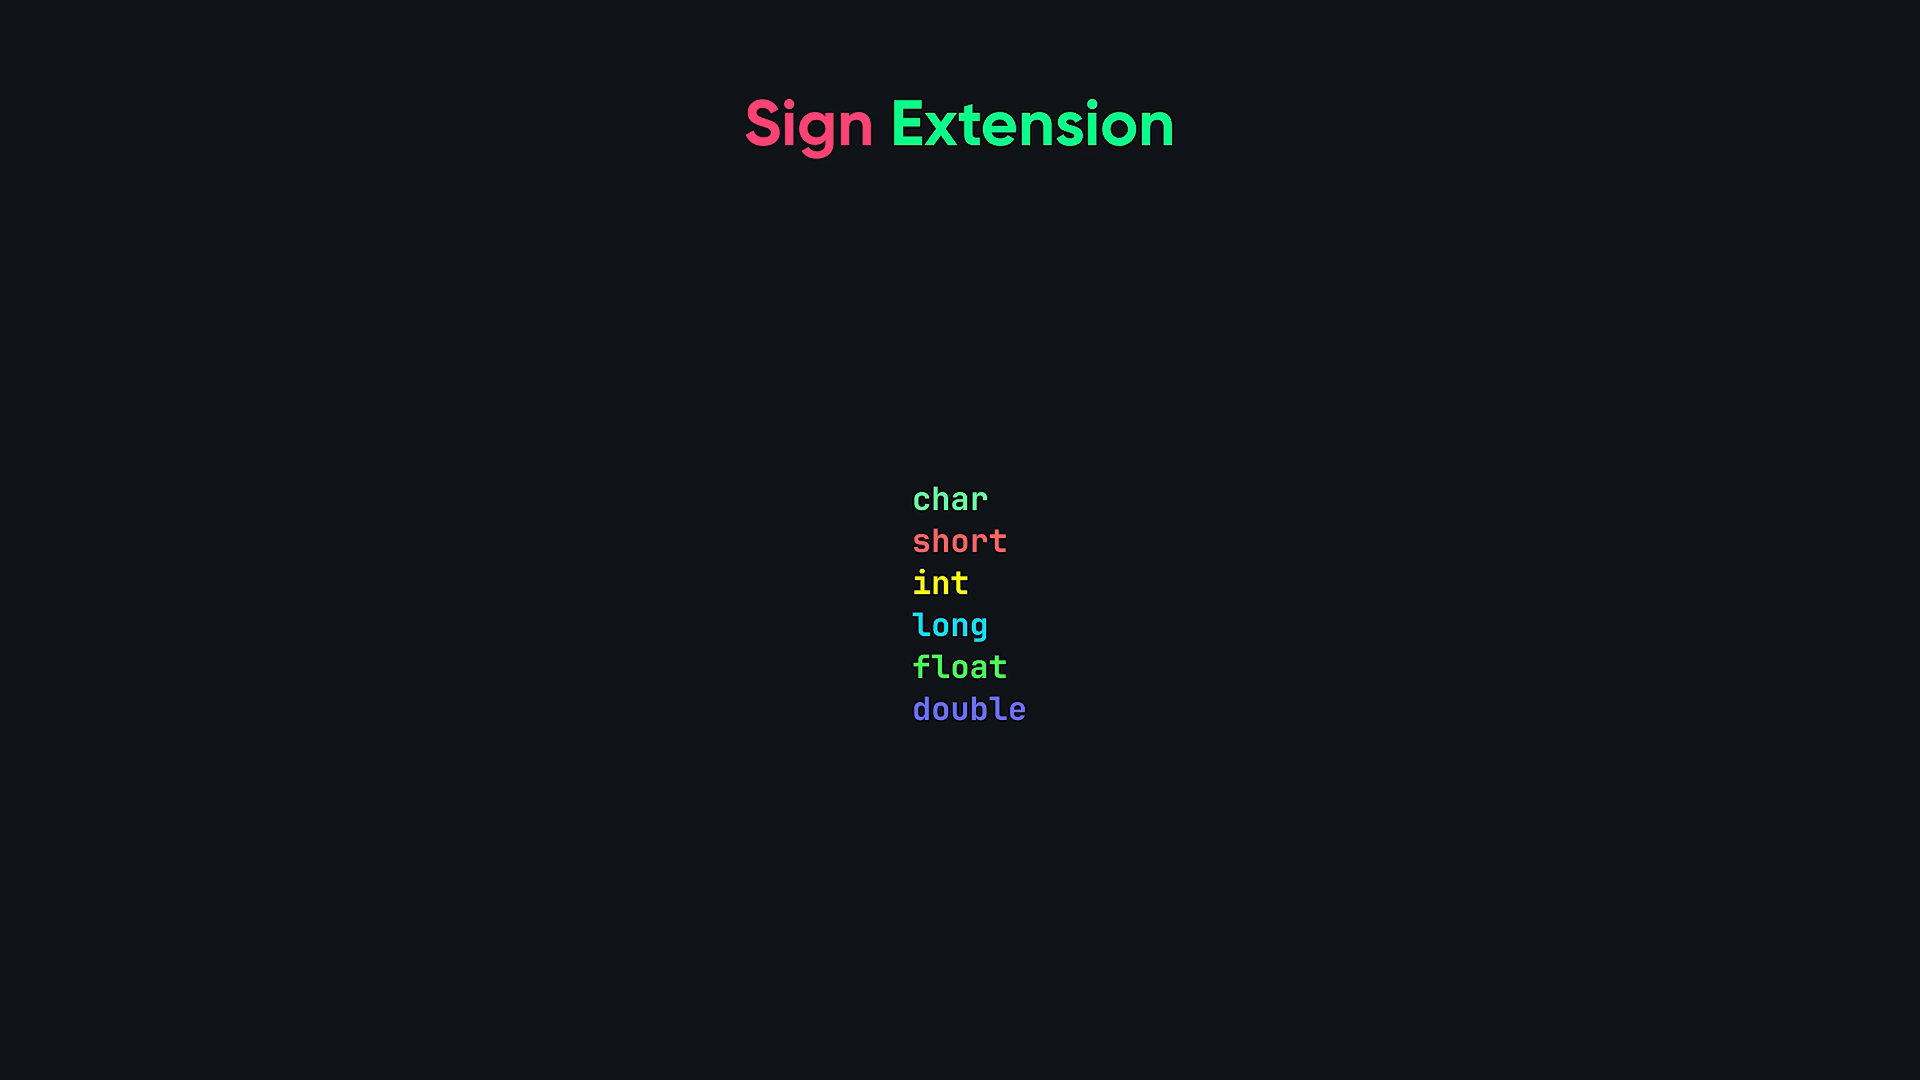 Sign Extension
char
short
int
long
float
double